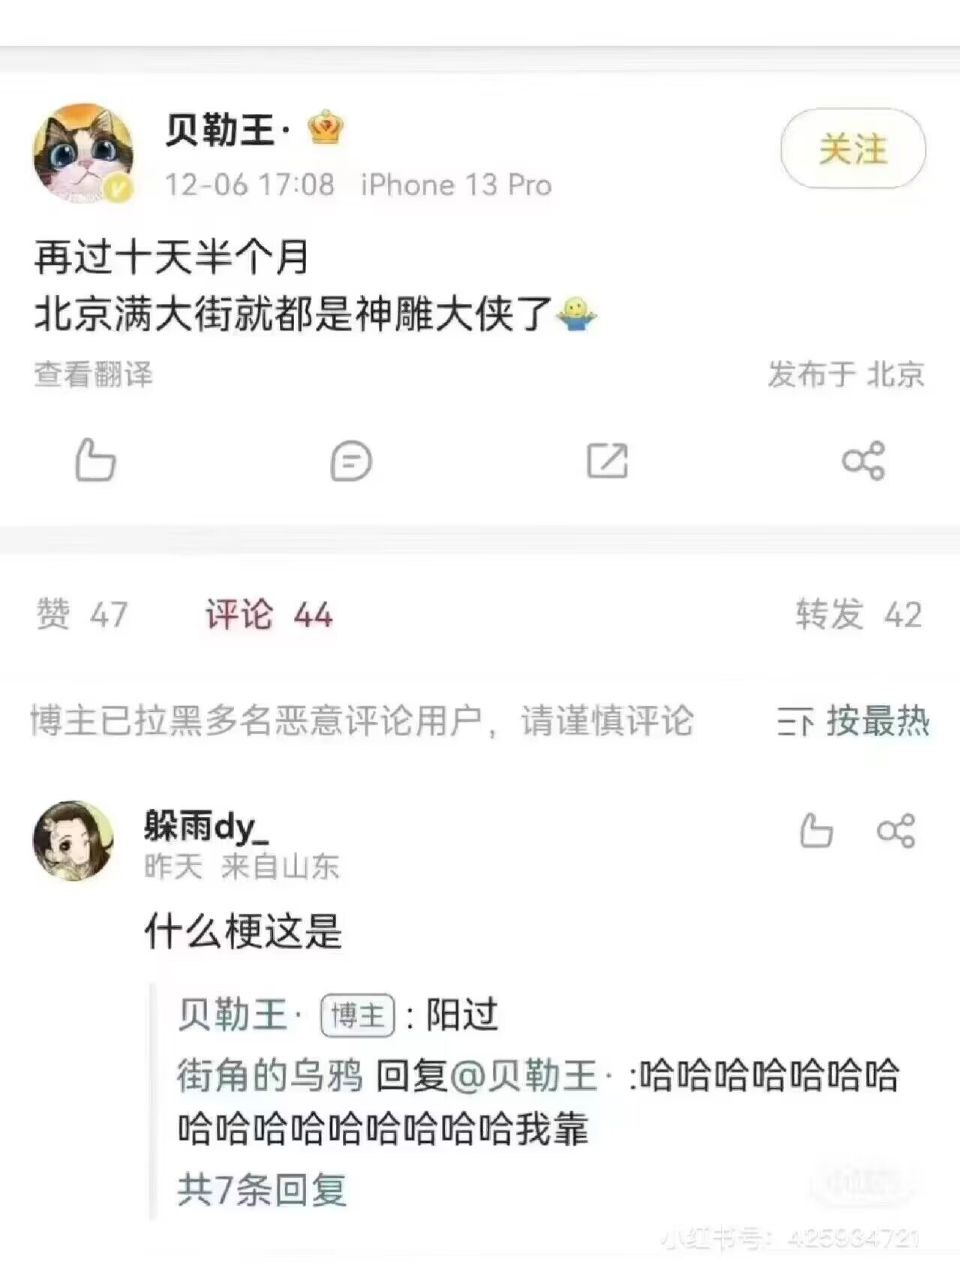 贝勒王·
关注
12-06 17:08 iPhone 13 Pro
再过十天半个月
北京满大街就都是神雕大侠了
查看翻译
发布于 北京
赞 47
评论 44
转发 42
博主已拉黑多名恶意评论用户，请谨慎评论
按最热
躲雨dy_
昨天 来自山东
什么梗这是
贝勒王· 博主 : 阳过
街角的乌鸦 回复@贝勒王· :哈哈哈哈哈哈哈
哈哈哈哈哈哈哈哈哈我靠
共7条回复
小红书
小红书号: 425934721